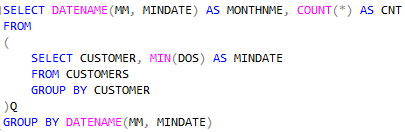 SELECT DATENAME(MM, MINDATE) AS MONTHNME, COUNT(*) AS CNT
FROM
(
SELECT CUSTOMER, MIN(DOS) AS MINDATE
FROM CUSTOMERS
GROUP BY CUSTOMER
)Q
GROUP BY DATENAME(MM, MINDATE)